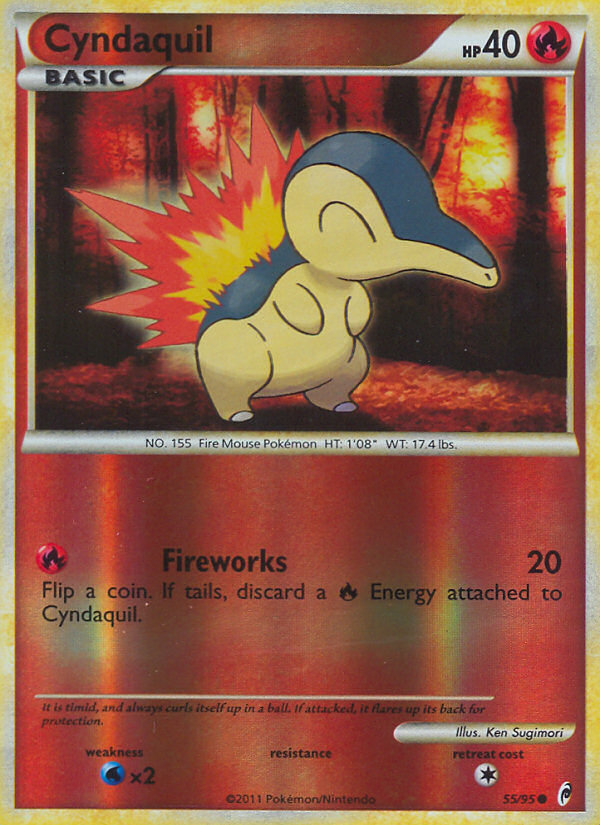 Cyndaquil
HP40
BASIC
NO. 155 Fire Mouse Pokémon HT: 1'08" WT: 17.4 lbs.
Fireworks 20
Flip a coin. If tails, discard a Energy attached to
Cyndaquil.
It is timid, and always curls itself up in a ball. If attacked, it flares up its back for
protection.
Illus. Ken Sugimori
weakness resistance retreat cost
×2
©2011 Pokémon/Nintendo 55/95